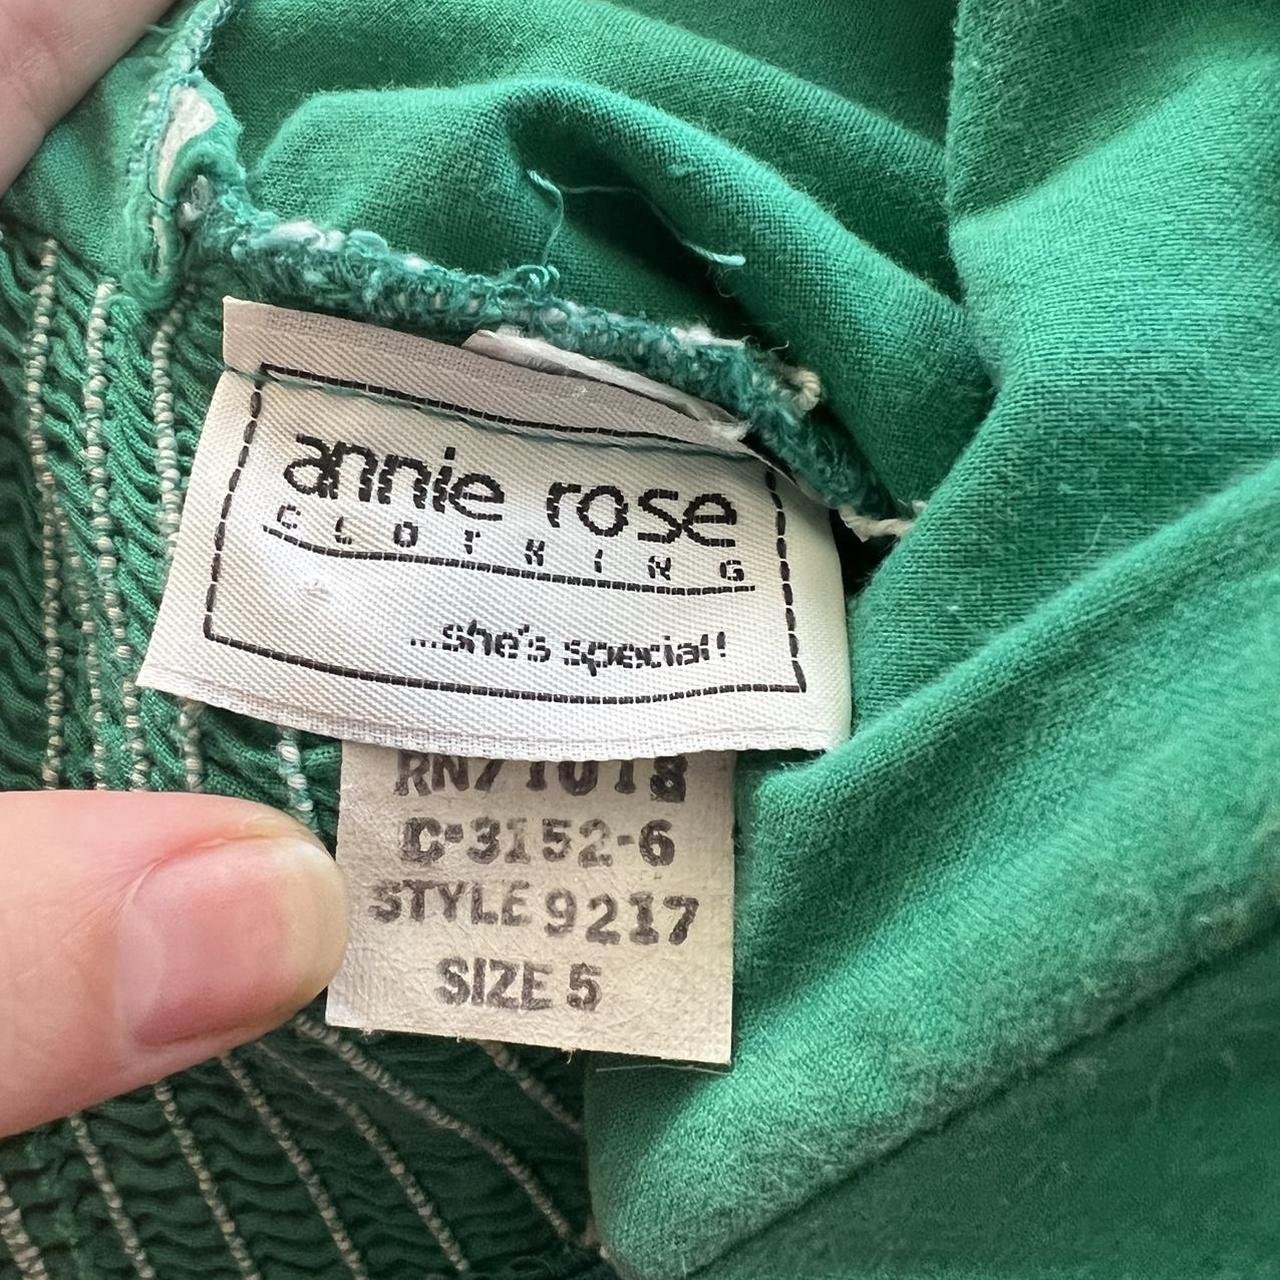 annie rose
CLOTHING
...she's special!
RN71018
C-3152-6
STYLE 9217
SIZE 5